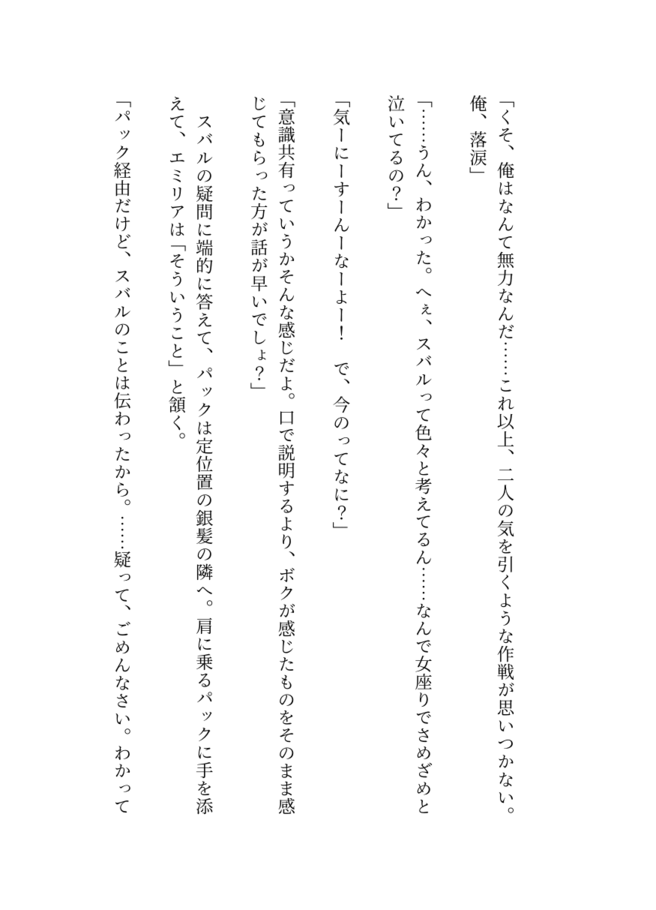 「くそ、俺はなんて無力なんだ……これ以上、二人の気を引くような作戦が思いつかない。
俺、落涙」
「……うん、わかった。へぇ、スバルって色々と考えてるん……なんで女座りでさめざめと
泣いてるの？」
「気ーにーすーんーなーよー！　で、今のってなに？」
「意識共有っていうかそんな感じだよ。口で説明するより、ボクが感じたものをそのまま感
じてもらった方が話が早いでしょ？」
　スバルの疑問に端的に答えて、パックは定位置の銀髪の隣へ。肩に乗るパックに手を添
えて、エミリアは「そういうこと」と頷く。
「パック経由だけど、スバルのことは伝わったから。……疑って、ごめんなさい。わかって